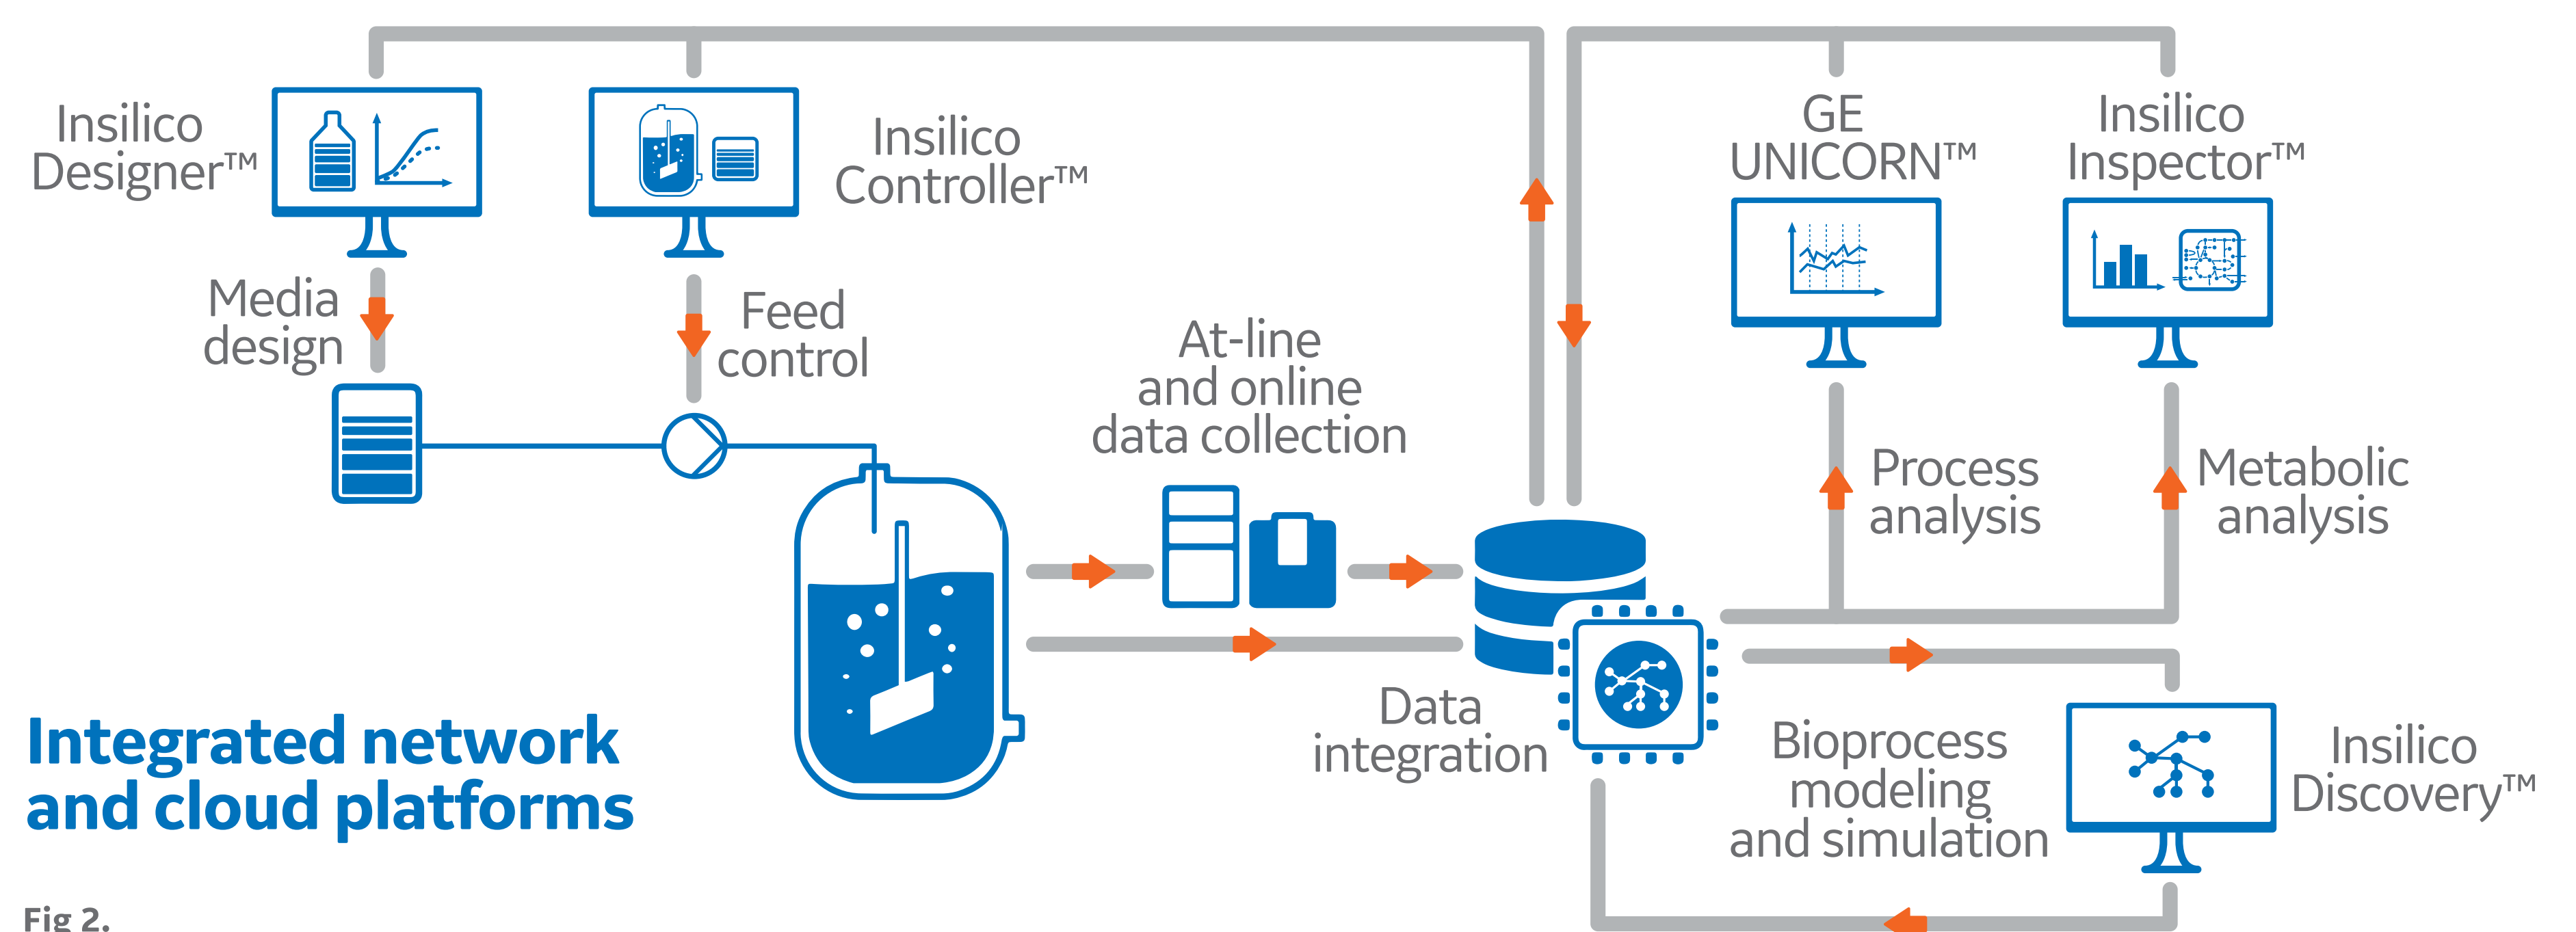 Insilico
Designer™
Insilico
Controller™
GE
UNICORN™
Insilico
Inspector™
Media
design
Feed
control
At-line
and online
data collection
Process
analysis
Metabolic
analysis
Data
integration
Bioprocess
modeling
and simulation
Insilico
Discovery™
Integrated network
and cloud platforms
Fig 2.